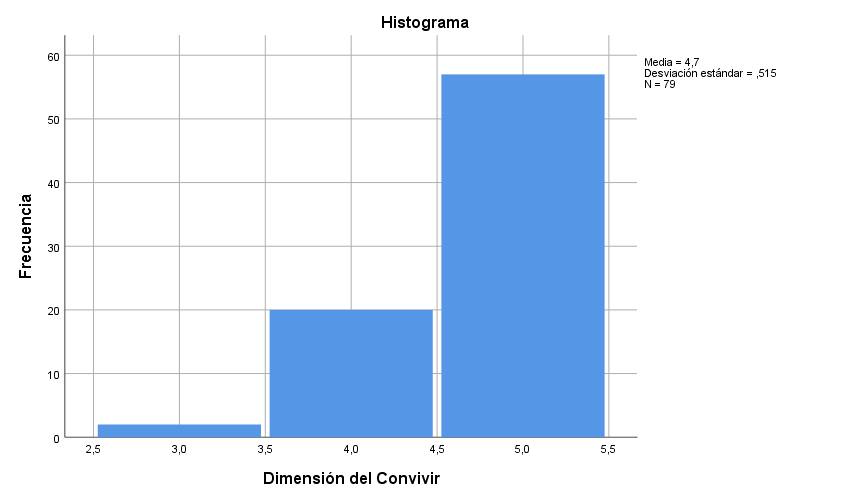 Histograma
Media = 4,7
Desviación estándar = ,515
N = 79
Frecuencia
60
50
40
30
20
10
0
2,5 3,0 3,5 4,0 4,5 5,0 5,5
Dimensión del Convivir